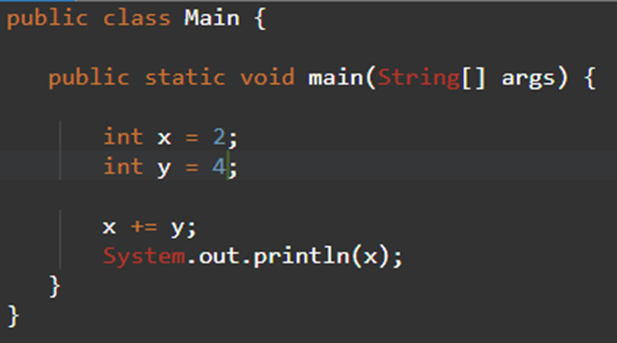 public class Main {
public static void main(String[] args) {
int x = 2;
int y = 4;
x += y;
System.out.println(x);
}
}